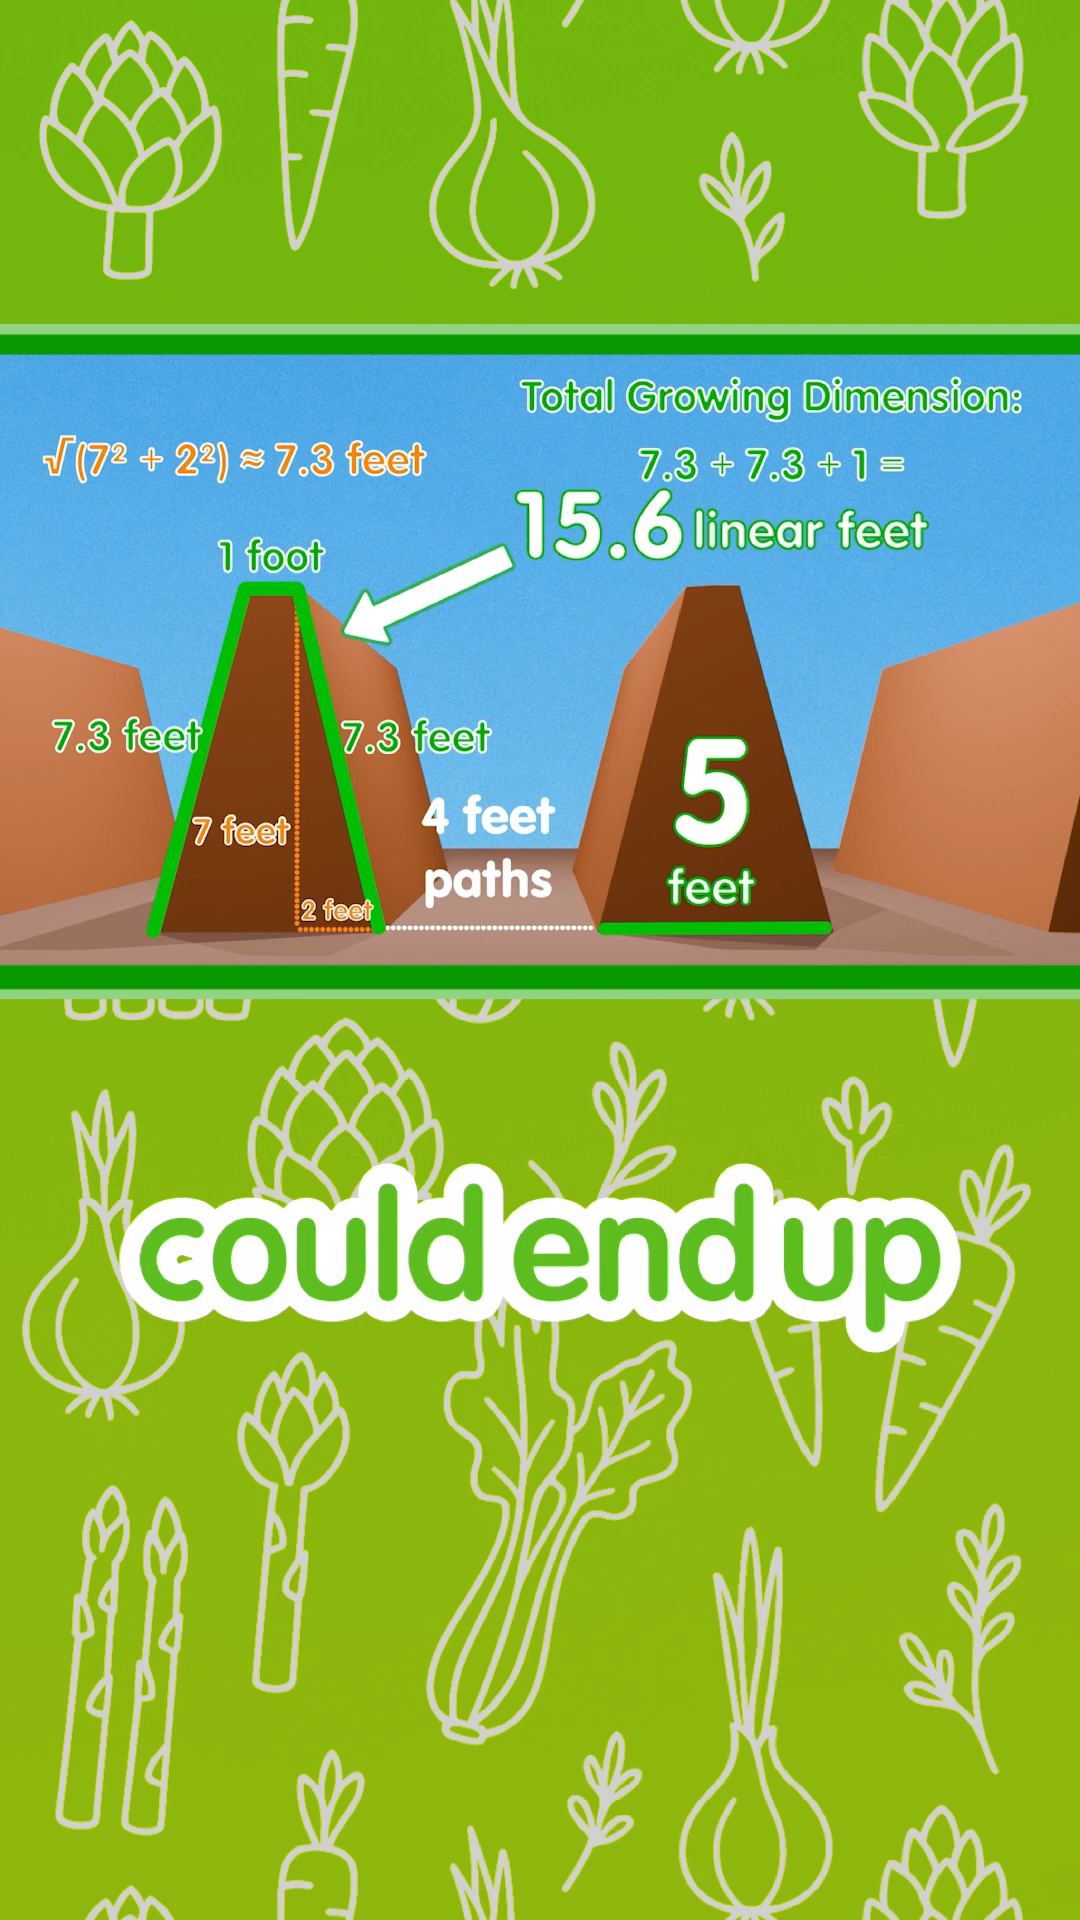 Total Growing Dimension:
√(7² + 2²) ≈ 7.3 feet
7.3 + 7.3 + 1 =
15.6 linear feet
1 foot
7.3 feet
7.3 feet
7 feet
2 feet
4 feet
paths
5
feet
could end up